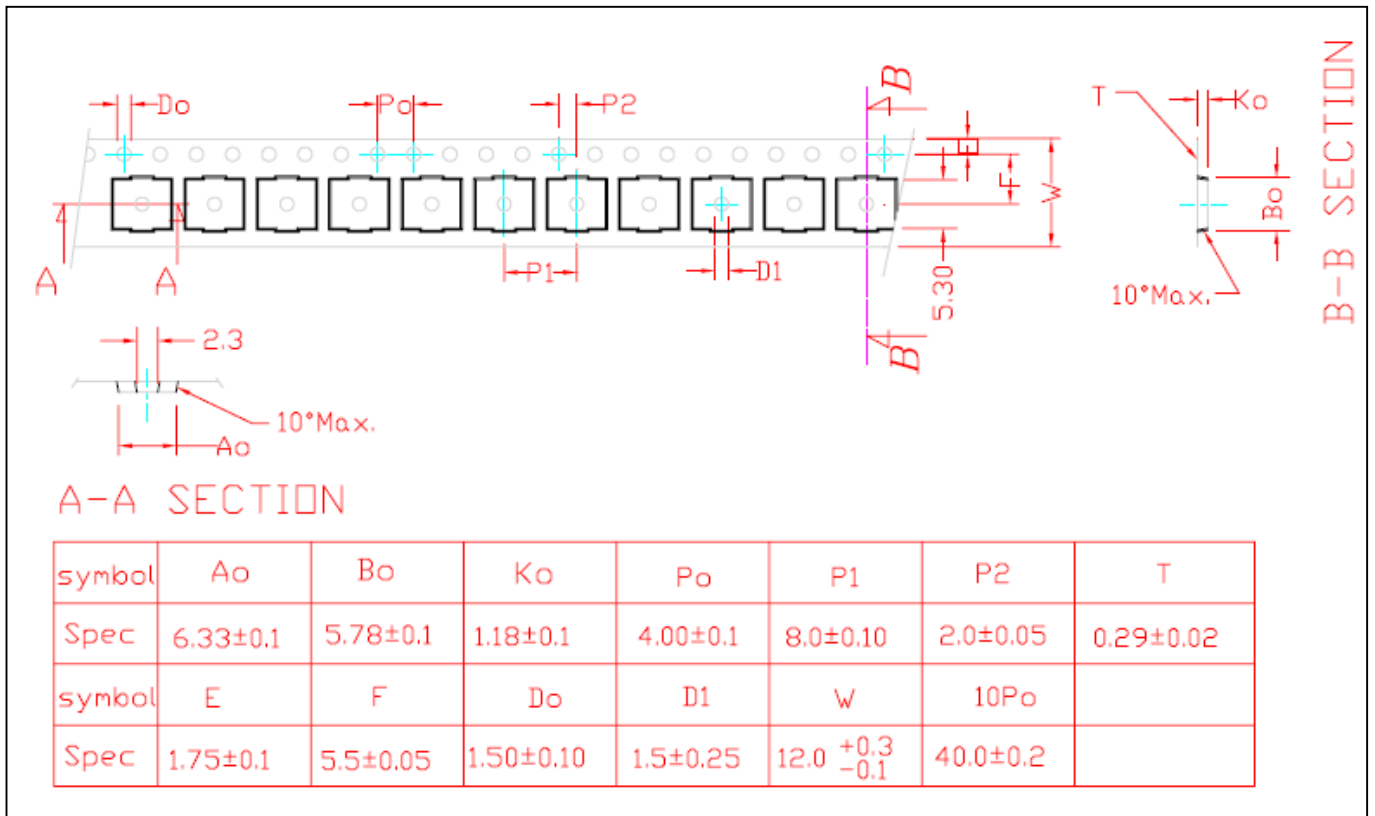 Do
Po
P2
B
T
Ko
E
F
W
Bo
A
A
P1
D1
5.30
B
10°Max.
B-B SECTION
2.3
10°Max.
Ao
A-A SECTION
symbol Ao Bo Ko Po P1 P2 T
Spec 6.33±0.1 5.78±0.1 1.18±0.1 4.00±0.1 8.0±0.10 2.0±0.05 0.29±0.02
symbol E F Do D1 W 10Po
Spec 1.75±0.1 5.5±0.05 1.50±0.10 1.5±0.25 12.0 +0.3 -0.1 40.0±0.2